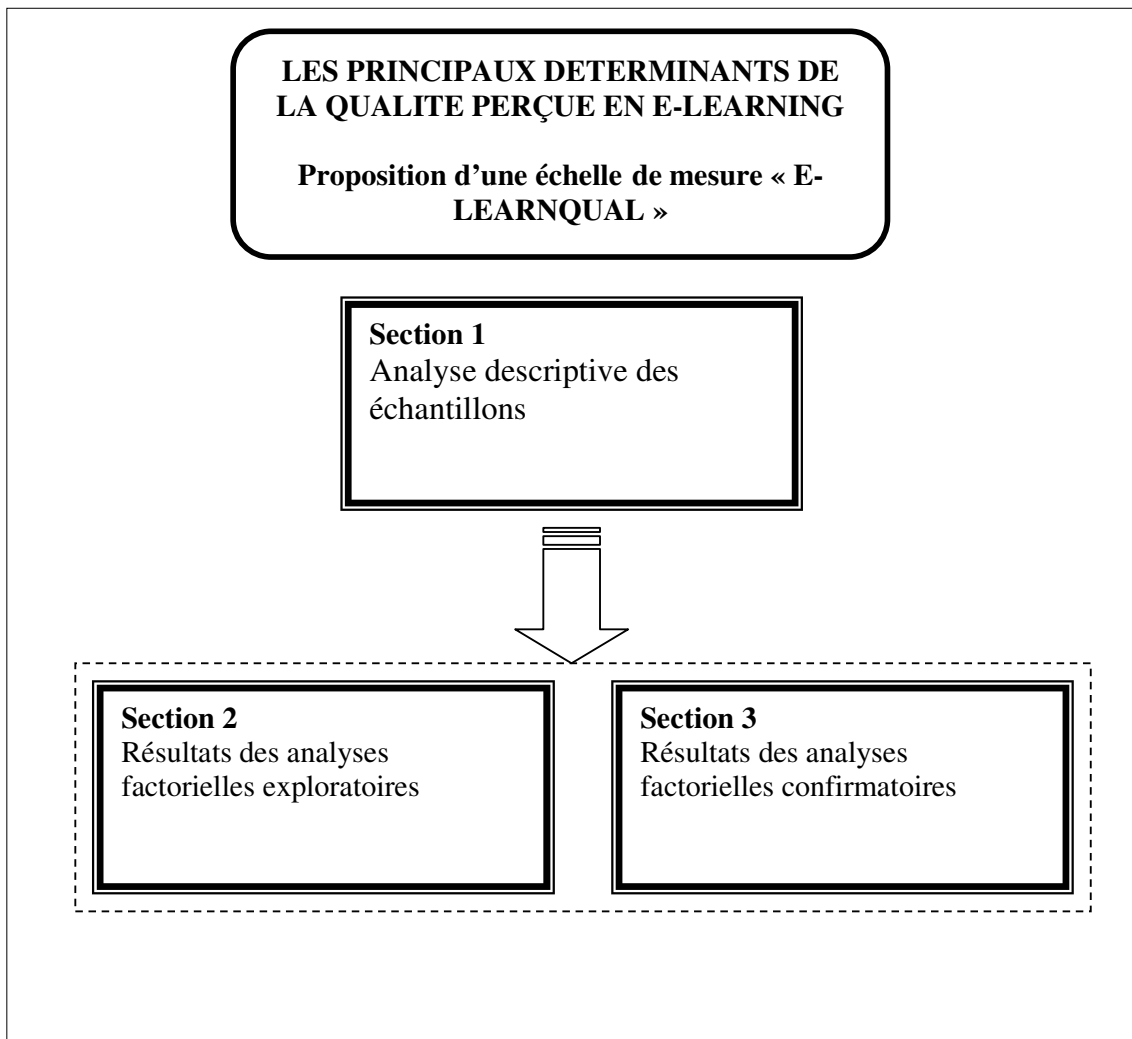 LES PRINCIPAUX DETERMINANTS DE
LA QUALITE PERÇUE EN E-LEARNING
Proposition d’une échelle de mesure « E-
LEARNQUAL »
Section 1
Analyse descriptive des
échantillons
Section 2
Résultats des analyses
factorielles exploratoires
Section 3
Résultats des analyses
factorielles confirmatoires